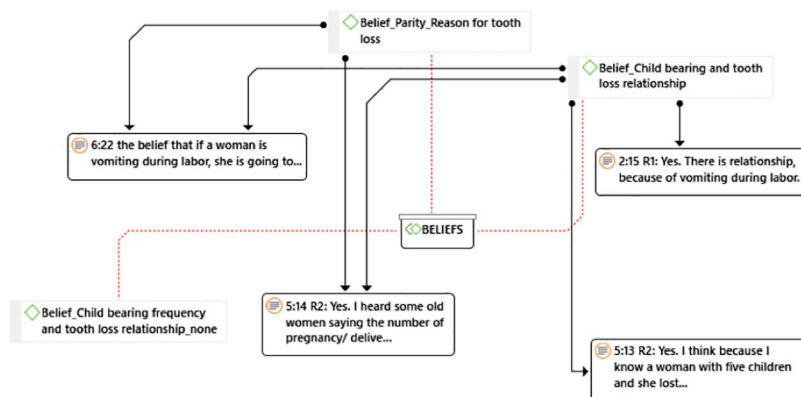 Belief_Parity_Reason for tooth
loss
Belief_Child bearing and tooth
loss relationship
6:22 the belief that if a woman is
vomiting during labor, she is going to...
2:15 R1: Yes. There is relationship,
because of vomiting during labor.
BELIEFS
Belief_Child bearing frequency
and tooth loss relationship_none
5:14 R2: Yes. I heard some old
women saying the number of
pregnancy/ delive...
5:13 R2: Yes. I think because I
know a woman with five children
and she lost...